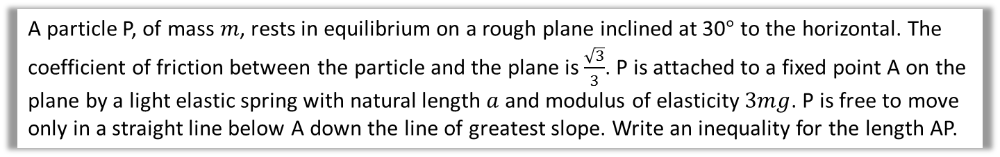 A particle P, of mass 𝑚, rests in equilibrium on a rough plane inclined at 30° to the horizontal. The
coefficient of friction between the particle and the plane is √3/3. P is attached to a fixed point A on the
plane by a light elastic spring with natural length 𝑎 and modulus of elasticity 3𝑚𝑔. P is free to move
only in a straight line below A down the line of greatest slope. Write an inequality for the length AP.